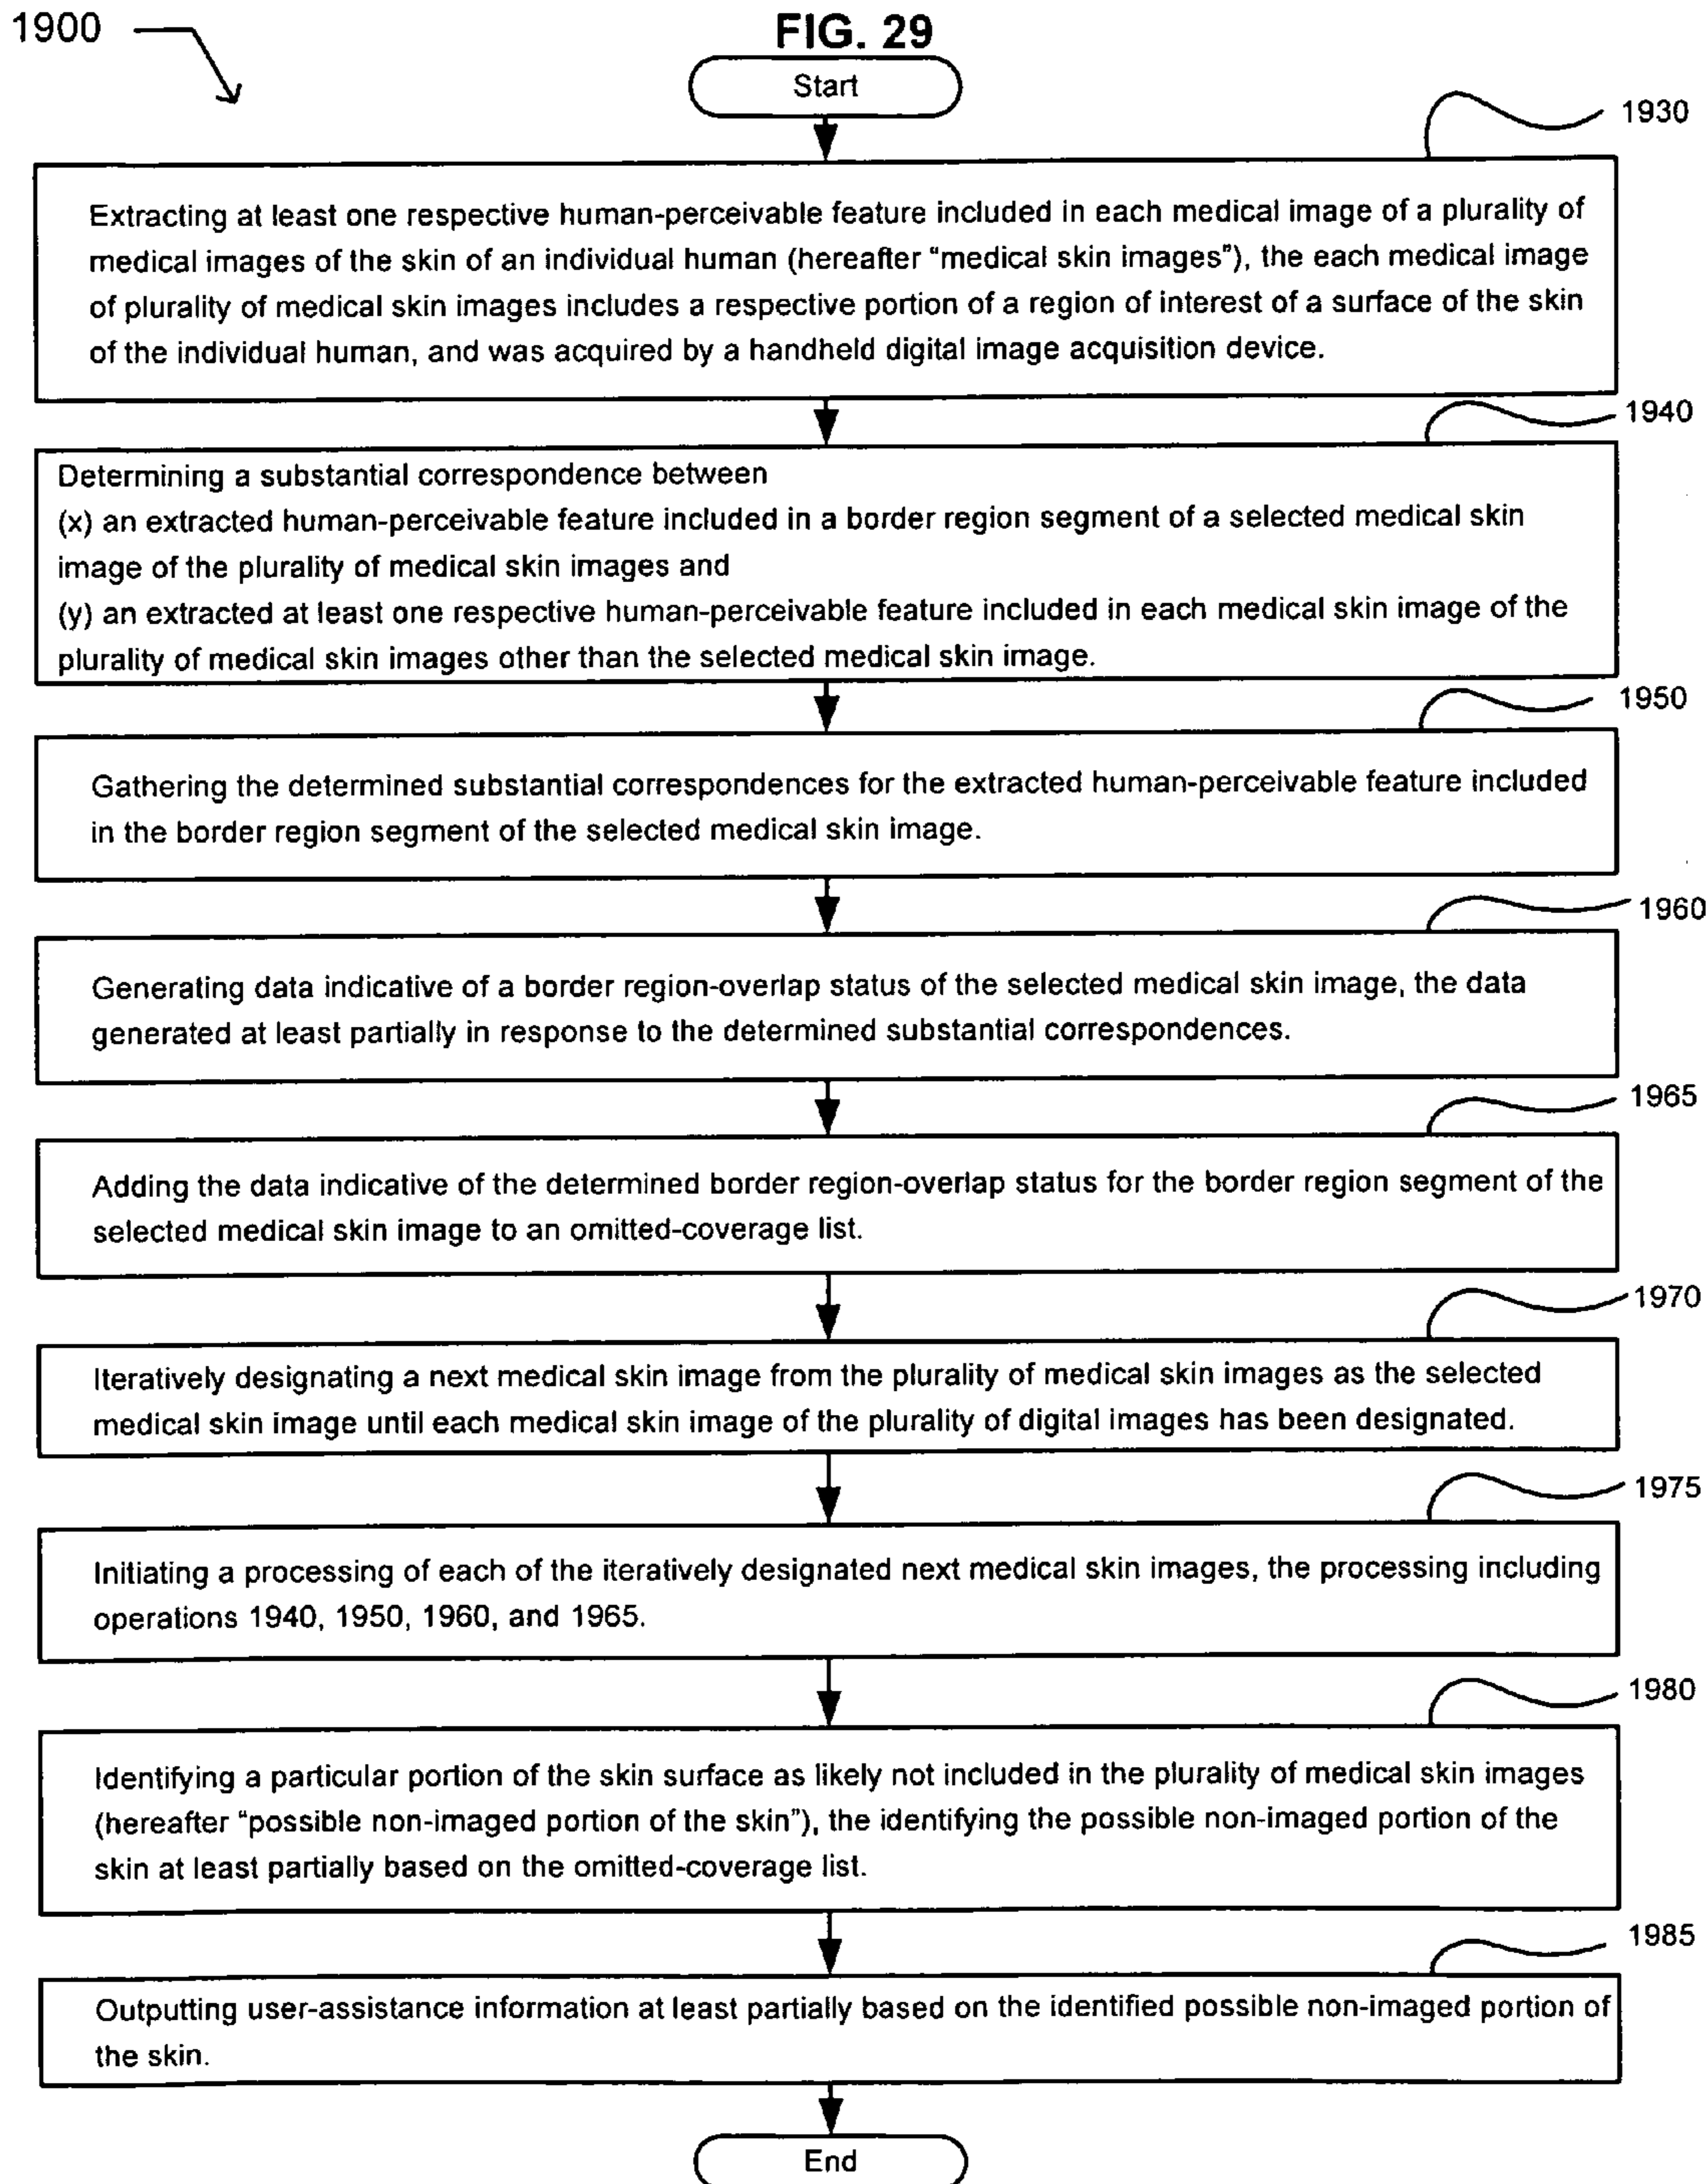 1900
FIG. 29
Start
1930
Extracting at least one respective human-perceivable feature included in each medical image of a plurality of
medical images of the skin of an individual human (hereafter "medical skin images"), the each medical image
of plurality of medical skin images includes a respective portion of a region of interest of a surface of the skin
of the individual human, and was acquired by a handheld digital image acquisition device.
1940
Determining a substantial correspondence between
(x) an extracted human-perceivable feature included in a border region segment of a selected medical skin
image of the plurality of medical skin images and
(y) an extracted at least one respective human-perceivable feature included in each medical skin image of the
plurality of medical skin images other than the selected medical skin image.
1950
Gathering the determined substantial correspondences for the extracted human-perceivable feature included
in the border region segment of the selected medical skin image.
1960
Generating data indicative of a border region-overlap status of the selected medical skin image, the data
generated at least partially in response to the determined substantial correspondences.
1965
Adding the data indicative of the determined border region-overlap status for the border region segment of the
selected medical skin image to an omitted-coverage list.
1970
Iteratively designating a next medical skin image from the plurality of medical skin images as the selected
medical skin image until each medical skin image of the plurality of digital images has been designated.
1975
Initiating a processing of each of the iteratively designated next medical skin images, the processing including
operations 1940, 1950, 1960, and 1965.
1980
Identifying a particular portion of the skin surface as likely not included in the plurality of medical skin images
(hereafter "possible non-imaged portion of the skin"), the identifying the possible non-imaged portion of the
skin at least partially based on the omitted-coverage list.
1985
Outputting user-assistance information at least partially based on the identified possible non-imaged portion of
the skin.
End